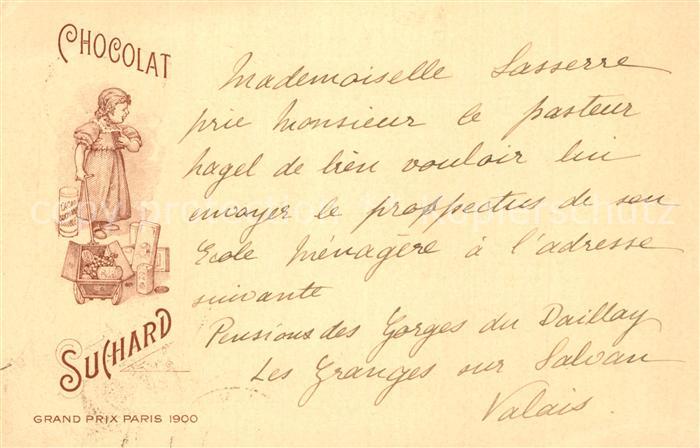 CHOCOLAT
Mademoiselle Lasserre
prie Monsieur le pasteur
hagel de bien vouloir lui
envoyer le proppectus de son
Ecole Ménagère à l'adresse
suivante
Pensions des Gorges du Daillay
Les Granges sur Salvan
Valais.
SUCHARD
GRAND PRIX PARIS 1900